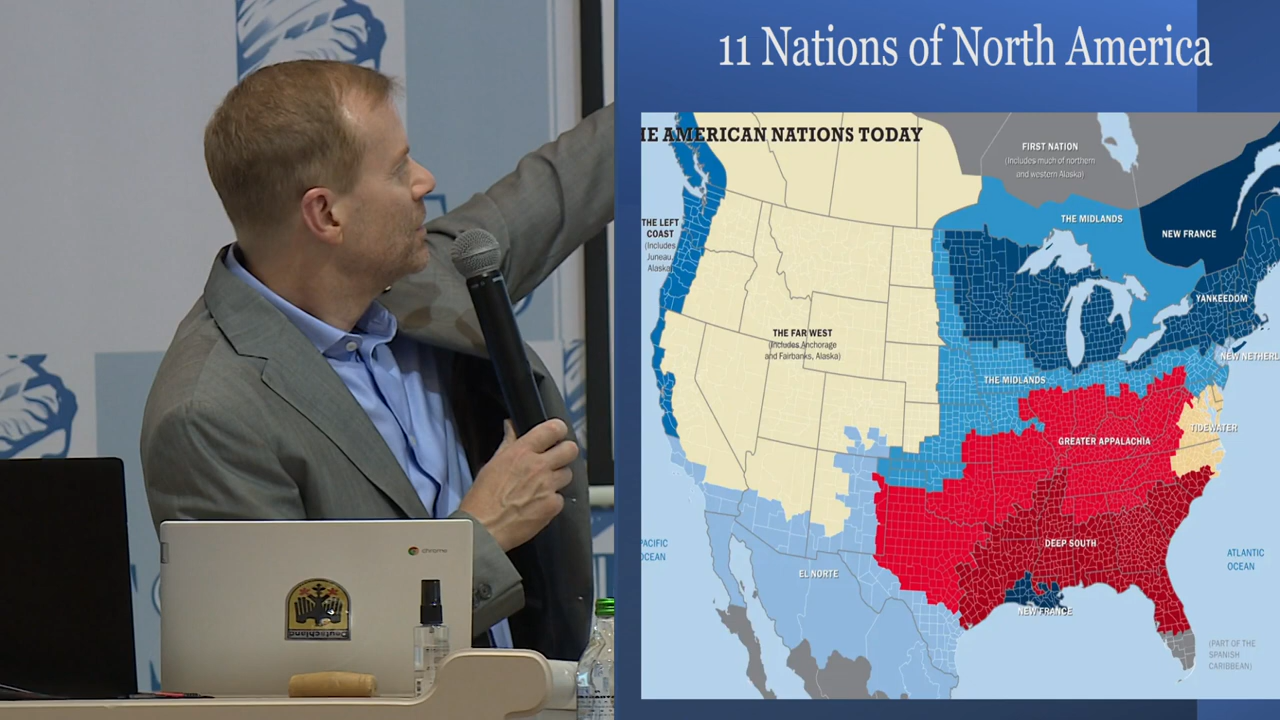 11 Nations of North America
E AMERICAN NATIONS TODAY
FIRST NATION
(Includes much of northern
and western Alaska)
THE MIDLANDS
NEW FRANCE
THE LEFT
COAST
(Includes
Juneau,
Alaska)
YANKEEDOM
THE FAR WEST
(Includes Anchorage
and Fairbanks, Alaska)
NEW NETHERL
THE MIDLANDS
TIDEWATER
GREATER APPALACHIA
DEEP SOUTH
PACIFIC
OCEAN
ATLANTIC
OCEAN
EL NORTE
NEW FRANCE
(PART OF THE
SPANISH
CARIBBEAN)
chrome
Deutschland